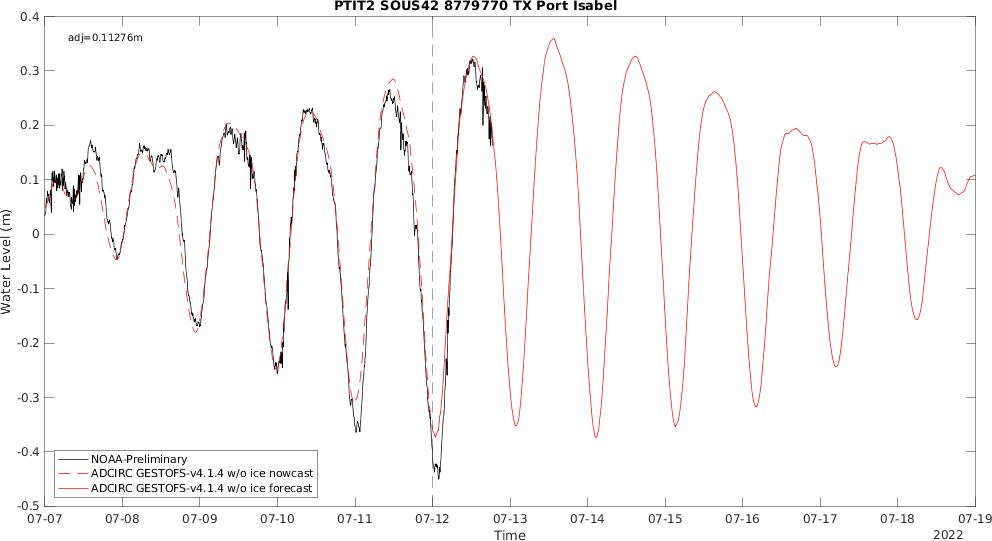 PTIT2 SOUS42 8779770 TX Port Isabel
adj=0.11276m
0.4
0.3
0.2
0.1
0
-0.1
-0.2
-0.3
-0.4
-0.5
Water Level (m)
NOAA-Preliminary
ADCIRC GESTOFS-v4.1.4 w/o ice nowcast
ADCIRC GESTOFS-v4.1.4 w/o ice forecast
07-07 07-08 07-09 07-10 07-11 07-12 07-13 07-14 07-15 07-16 07-17 07-18 07-19
Time
2022